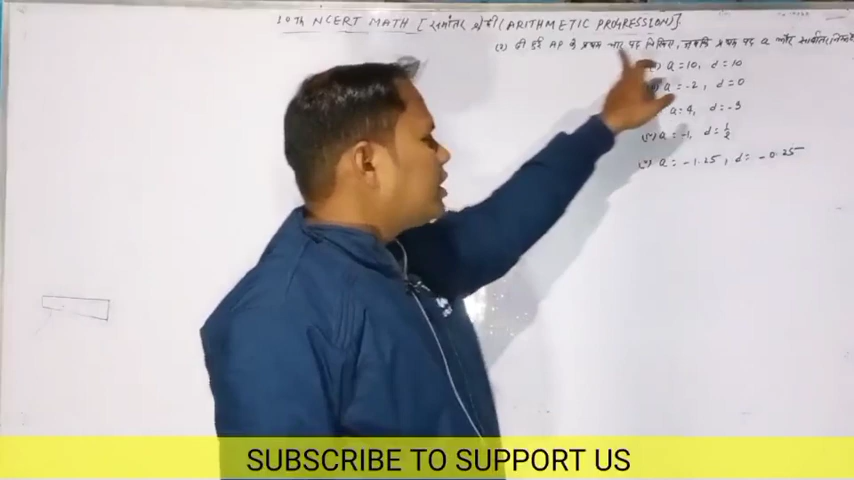 10th NCERT MATH [समांतर श्रेढ़ी (ARITHMETIC PROGRESSION)]
(2) दी हुई AP के प्रथम चार पद लिखिए, जबकि प्रथम पद a और सार्वांतर
a = 10, d = 10
a = -2, d = 0
a = 4, d = -3
a = -1, d = 1/2
a = -1.25, d = -0.25
SUBSCRIBE TO SUPPORT US